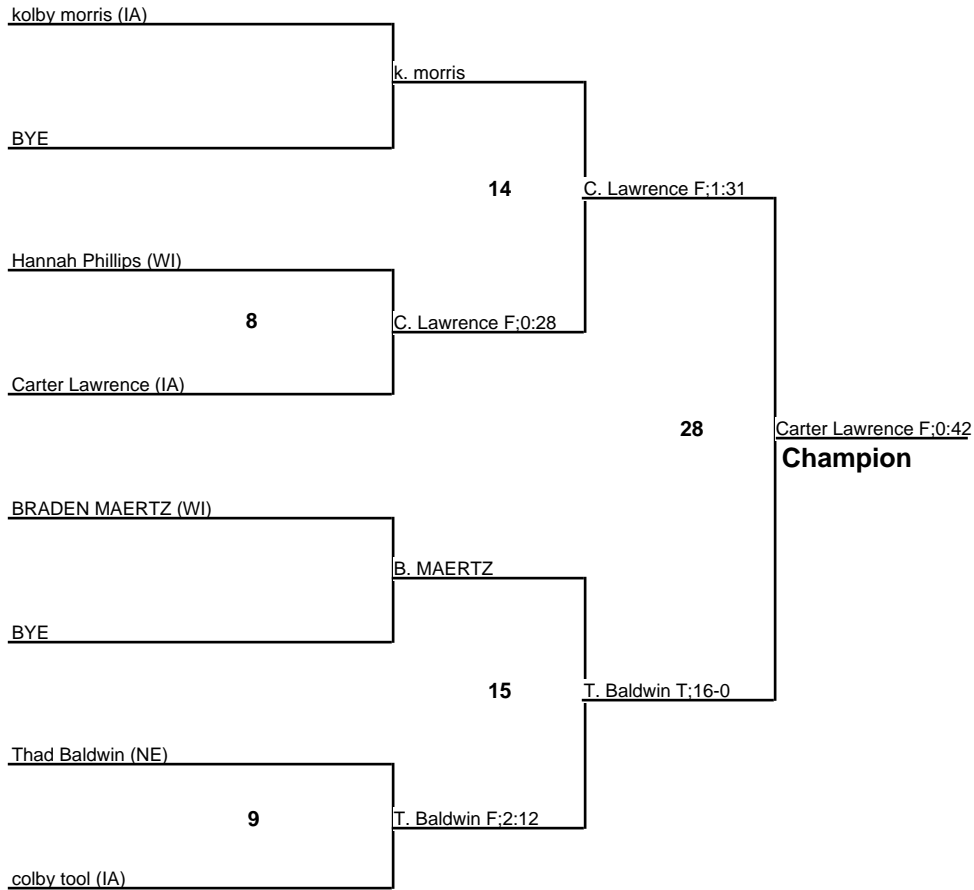 kolby morris (IA)
k. morris
BYE
14
C. Lawrence F;1:31
Hannah Phillips (WI)
8
C. Lawrence F;0:28
Carter Lawrence (IA)
28
Carter Lawrence F;0:42
Champion
BRADEN MAERTZ (WI)
B. MAERTZ
BYE
15
T. Baldwin T;16-0
Thad Baldwin (NE)
9
T. Baldwin F;2:12
colby tool (IA)